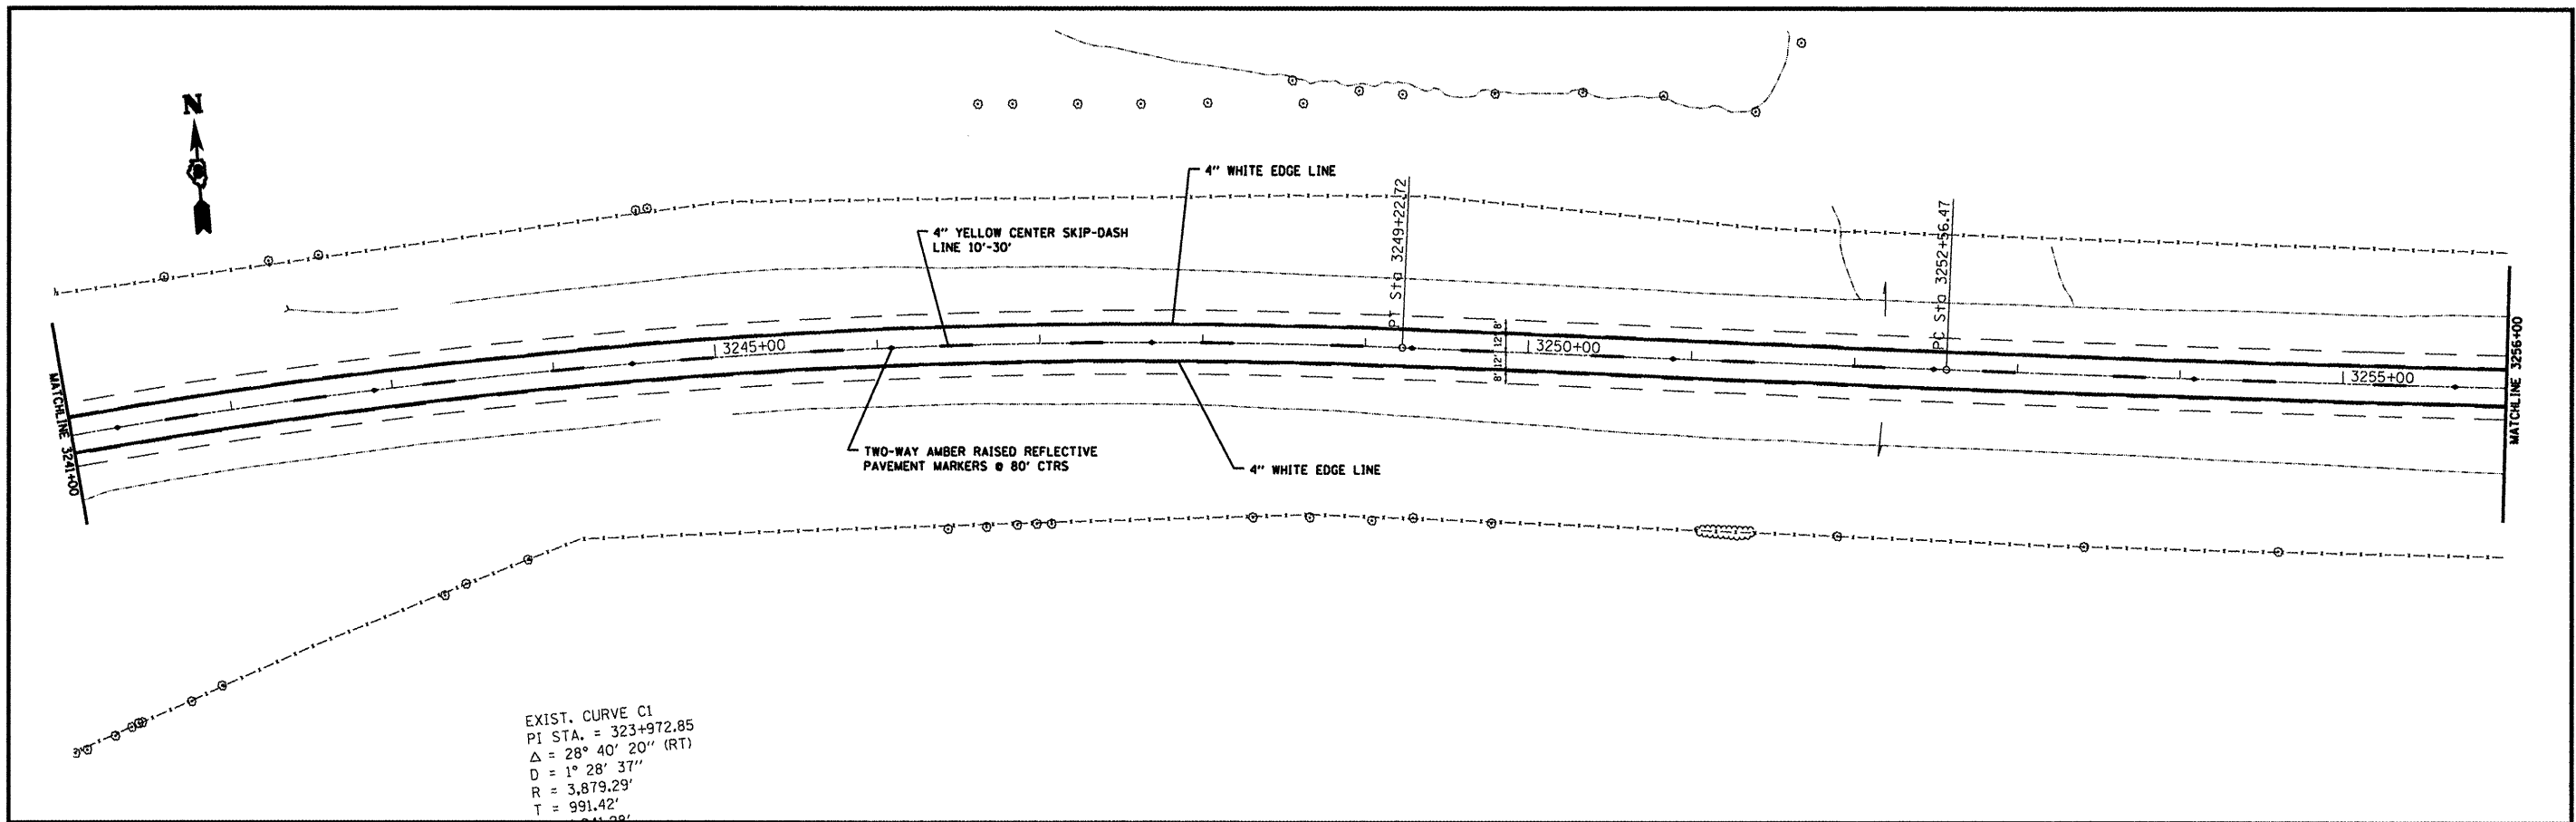 N
4" WHITE EDGE LINE
4" YELLOW CENTER SKIP-DASH
LINE 10'-30'
PT Sta 3249+22.72
PC Sta 3252+56.47
MATCHLINE 3241+00
3245+00
3250+00
3255+00
8' 12' 12' 8'
MATCHLINE 3256+00
TWO-WAY AMBER RAISED REFLECTIVE
PAVEMENT MARKERS @ 80' CTRS
4" WHITE EDGE LINE
EXIST. CURVE C1
PI STA. = 323+972.85
Δ = 28° 40' 20" (RT)
D = 1° 28' 37"
R = 3,879.29'
T = 991.42'